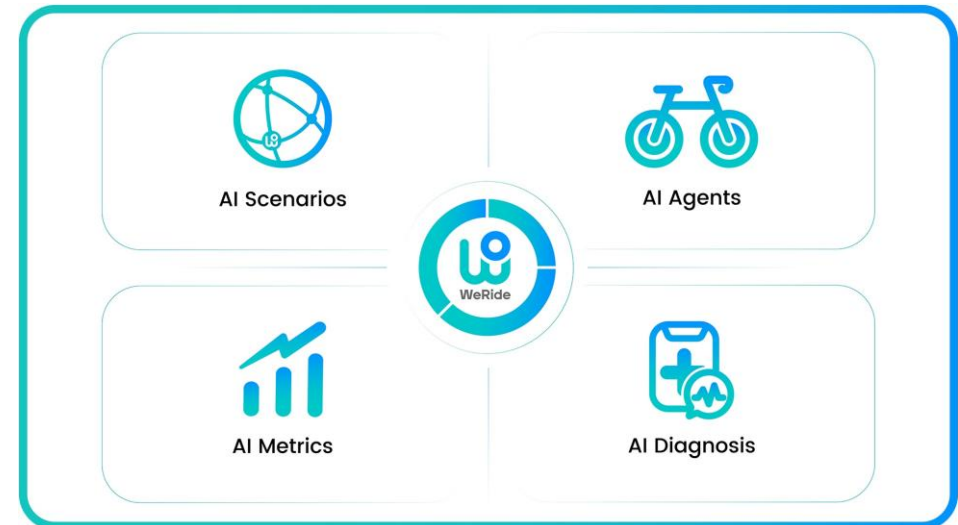 AI Scenarios
AI Agents
WeRide
AI Metrics
AI Diagnosis